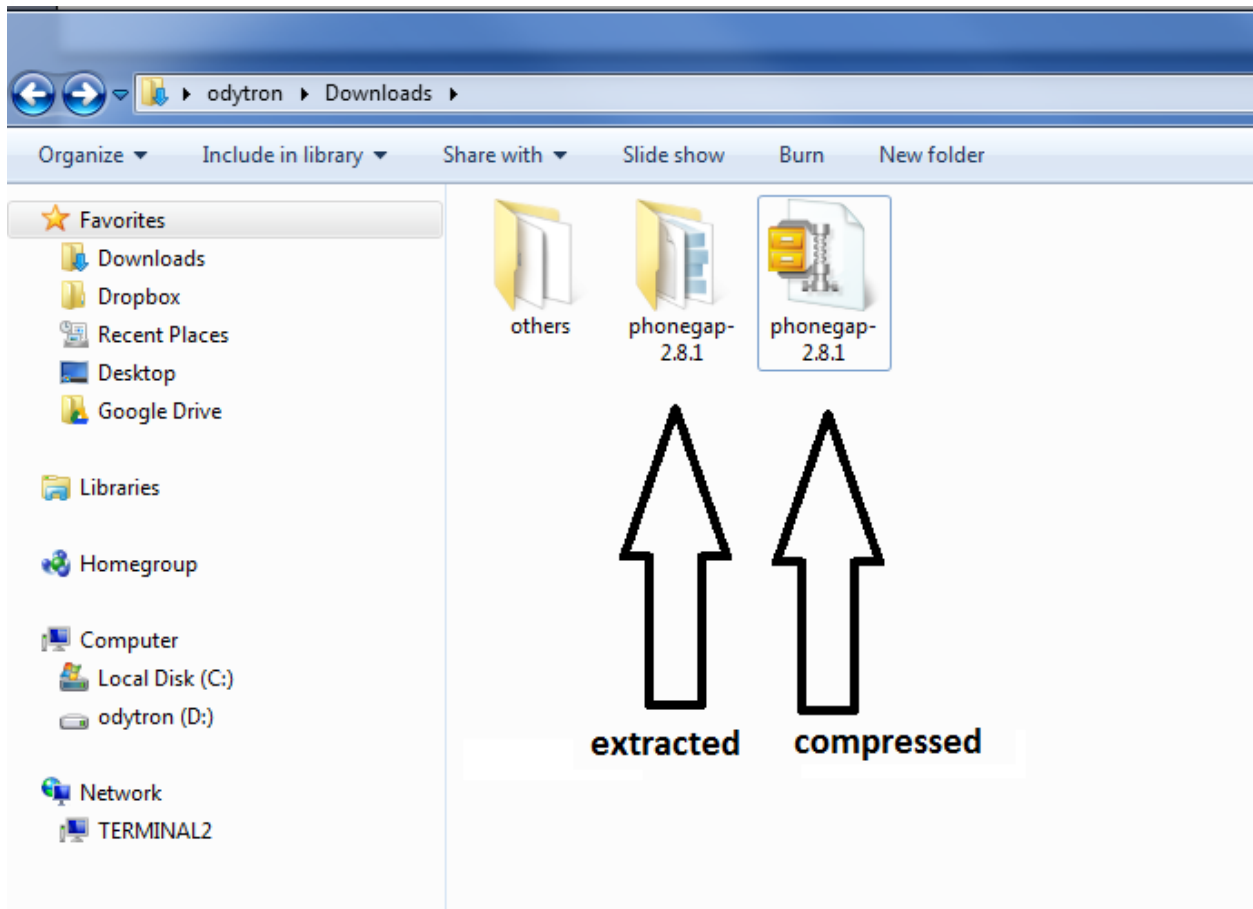 odytron Downloads
Organize Include in library Share with Slide show Burn New folder
Favorites
Downloads
Dropbox
Recent Places
Desktop
Google Drive
Libraries
Homegroup
Computer
Local Disk (C:)
odytron (D:)
Network
TERMINAL2
others
phonegap-
2.8.1
phonegap-
2.8.1
extracted
compressed